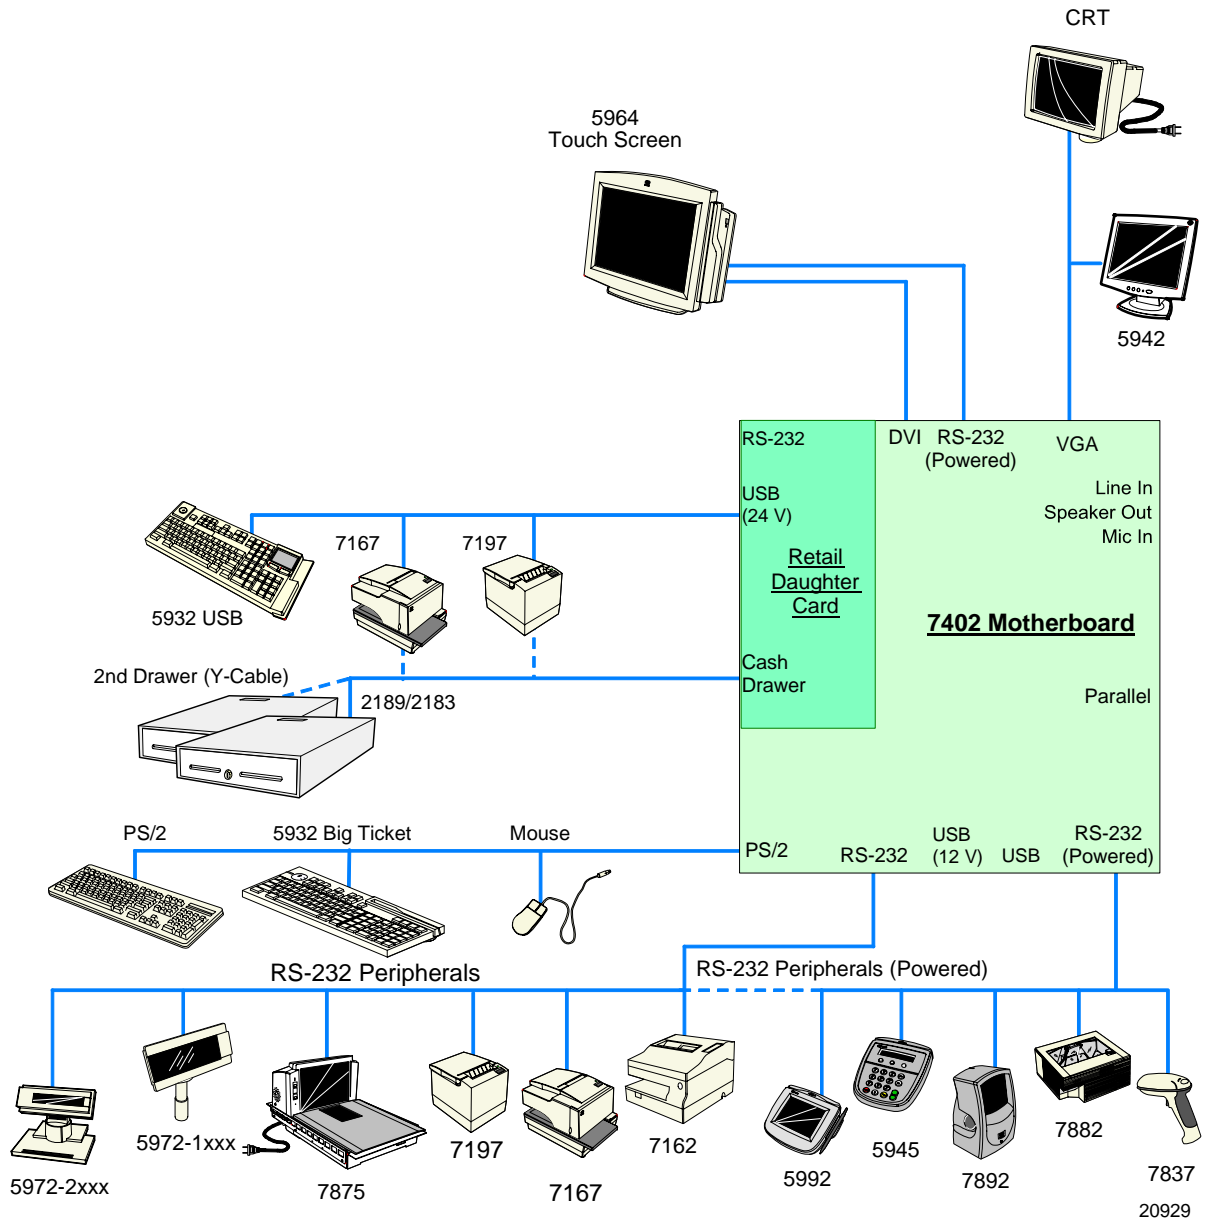 CRT
5964
Touch Screen
5942
RS-232
DVI
RS-232
(Powered)
VGA
USB
(24 V)
Line In
Speaker Out
Mic In
7167
7197
Retail
Daughter
Card
5932 USB
7402 Motherboard
2nd Drawer (Y-Cable)
Cash
Drawer
2189/2183
Parallel
PS/2
5932 Big Ticket
Mouse
PS/2
RS-232
USB
(12 V)
USB
RS-232
(Powered)
RS-232 Peripherals
RS-232 Peripherals (Powered)
5972-2xxx
5972-1xxx
7875
7197
7167
7162
5992
5945
7892
7882
7837
20929